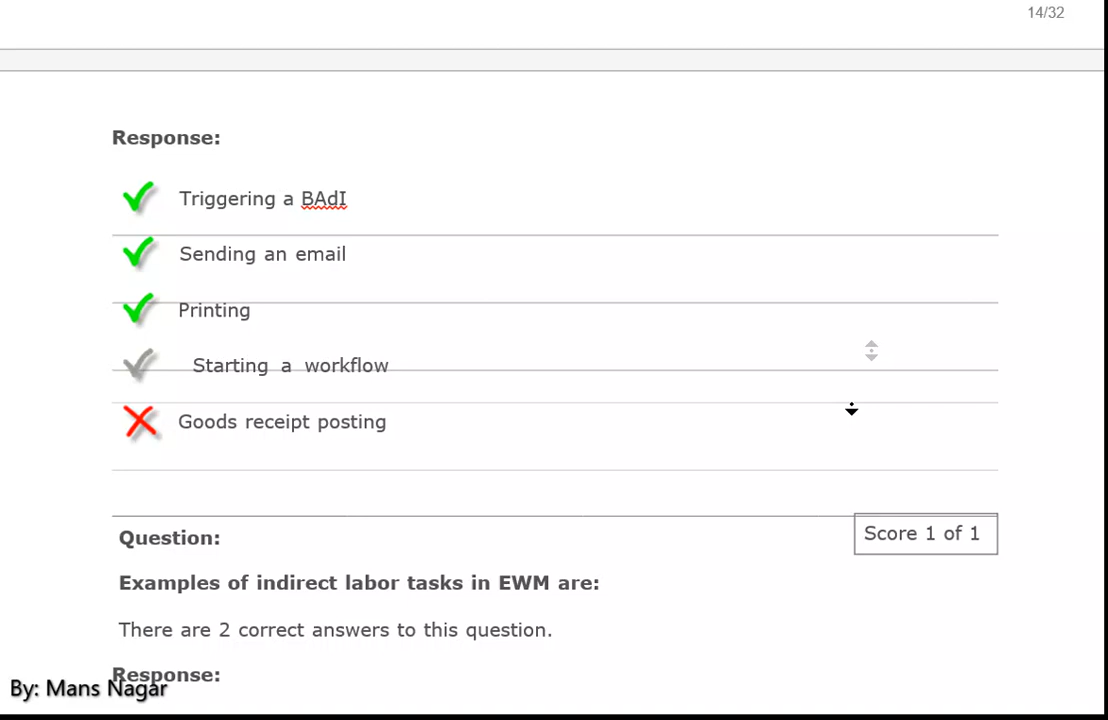 14/32
Response:
Triggering a BAdI
Sending an email
Printing
Starting a workflow
Goods receipt posting
Score 1 of 1
Question:
Examples of indirect labor tasks in EWM are:
There are 2 correct answers to this question.
Response:
By: Mans Nagar